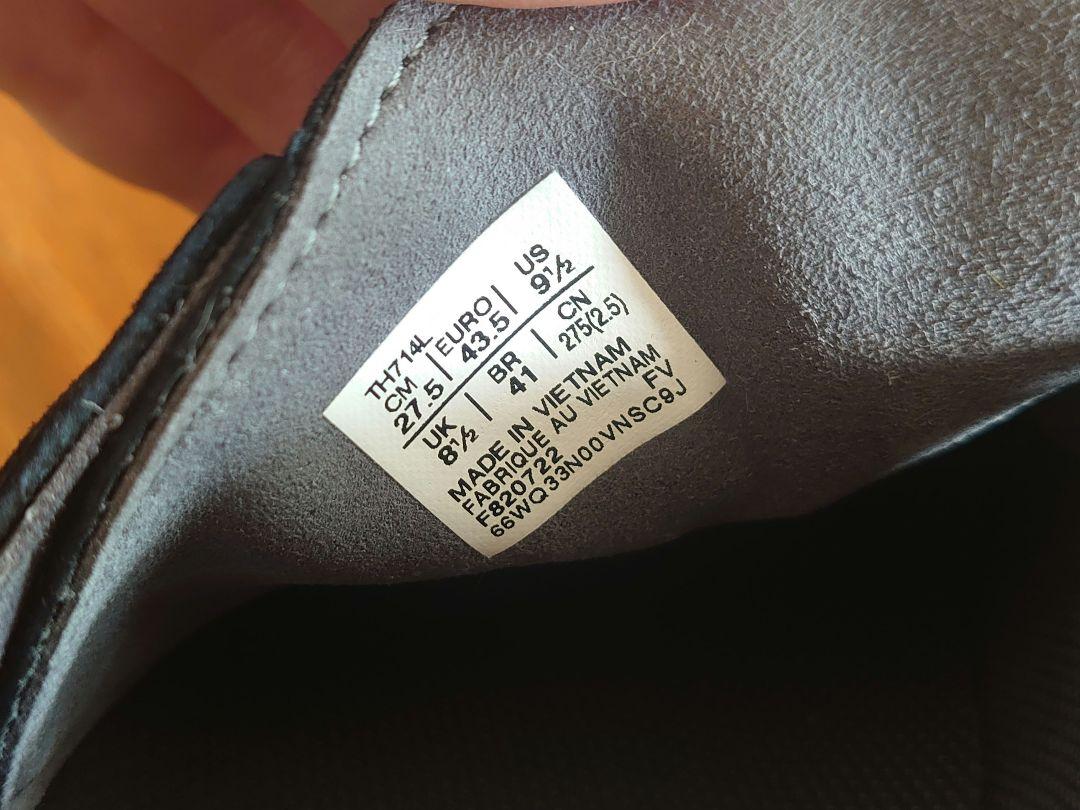 TH714L
CM | EURO | US
27.5 | 43.5 | 9½
UK | BR | CN
8½ | 41 | 275(2.5)
MADE IN VIETNAM
FABRIQUE AU VIETNAM
F820722 FV
66WQ33N00VNSC9J